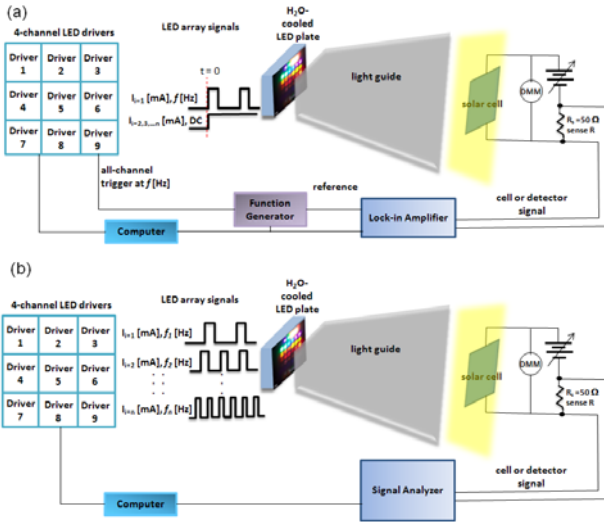 (a)
4-channel LED drivers
LED array signals
H₂O-
cooled
LED plate
Driver
1
Driver
2
Driver
3
Driver
4
Driver
5
Driver
6
Driver
7
Driver
8
Driver
9
t = 0
Iᵢ₌₁ [mA], f [Hz]
Iᵢ₌₂,₃,...ₙ [mA], DC
light guide
solar cell
DMM
Rₛ =50 Ω
sense R
all-channel
trigger at f [Hz]
Function
Generator
reference
Lock-in Amplifier
cell or detector
signal
Computer
(b)
4-channel LED drivers
LED array signals
H₂O-
cooled
LED plate
Driver
1
Driver
2
Driver
3
Driver
4
Driver
5
Driver
6
Driver
7
Driver
8
Driver
9
Iᵢ₌₁ [mA], f₁ [Hz]
Iᵢ₌₂ [mA], f₂ [Hz]
Iᵢ₌ₙ [mA], fₙ [Hz]
light guide
solar cell
DMM
Rₛ =50 Ω
sense R
Signal Analyzer
cell or detector
signal
Computer